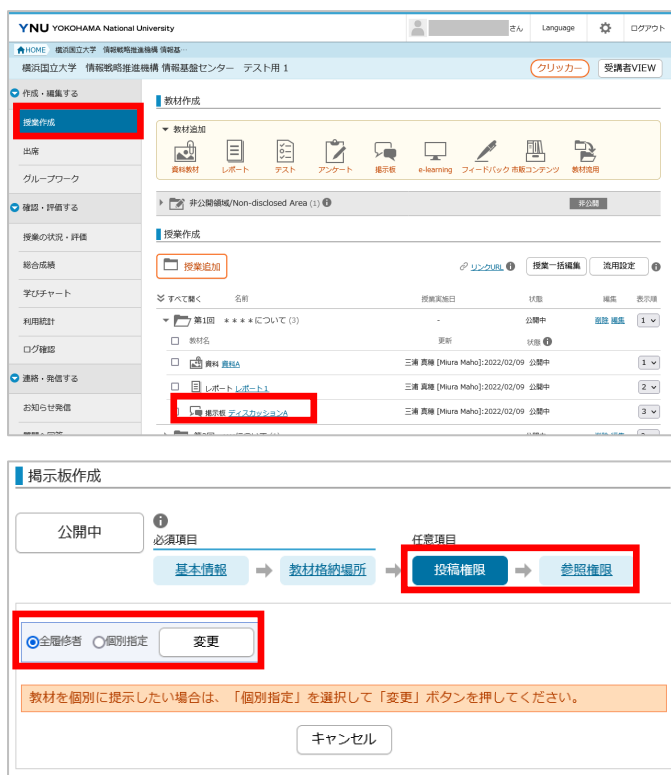 YNU YOKOHAMA National University
さん Language ログアウト
HOME 横浜国立大学 情報戦略推進機構 情報基…
横浜国立大学 情報戦略推進機構 情報基盤センター テスト用 1
クリッカー 受講者VIEW
作成・編集する
授業作成
出席
グループワーク
確認・評価する
授業の状況・評価
総合成績
学びチャート
利用統計
ログ確認
連絡・発信する
お知らせ発信
教材作成
教材追加
資料教材 レポート テスト アンケート 掲示板 e-learning フィードバック 市販コンテンツ 教材流用
非公開領域/Non-disclosed Area (1)
非公開
授業作成
授業追加
リンクURL 授業一括編集 流用設定
すべて開く 名前 授業実施日 状態 編集 表示順
第1回 ****について (3) - 公開中 削除 編集 1
教材名 更新 状態
資料 資料A 三浦 真穂 [Miura Maho]:2022/02/09 公開中 1
レポート レポート1 三浦 真穂 [Miura Maho]:2022/02/09 公開中 2
掲示板 ディスカッションA 三浦 真穂 [Miura Maho]:2022/02/09 公開中 3
掲示板作成
公開中
必須項目 任意項目
基本情報 教材格納場所 投稿権限 参照権限
全履修者 個別指定 変更
教材を個別に提示したい場合は、「個別指定」を選択して「変更」ボタンを押してください。
キャンセル